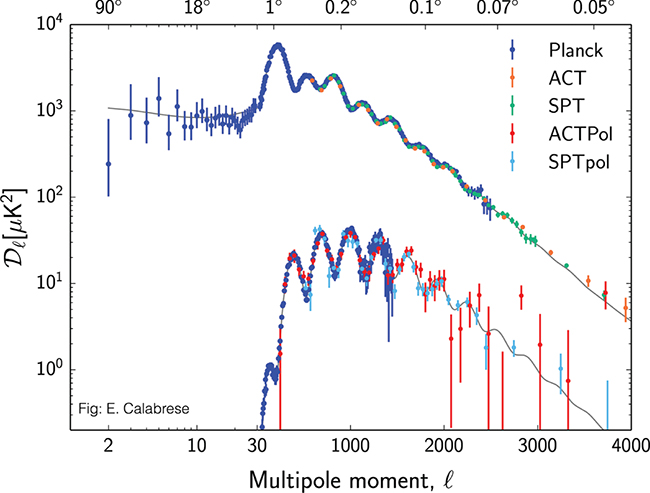 90° 18° 1° 0.2° 0.1° 0.07° 0.05°
10⁴
10³
10²
10¹
10⁰
𝒟ℓ[μK²]
Planck
ACT
SPT
ACTPol
SPTpol
Fig: E. Calabrese
2 10 30 1000 2000 3000 4000
Multipole moment, ℓ